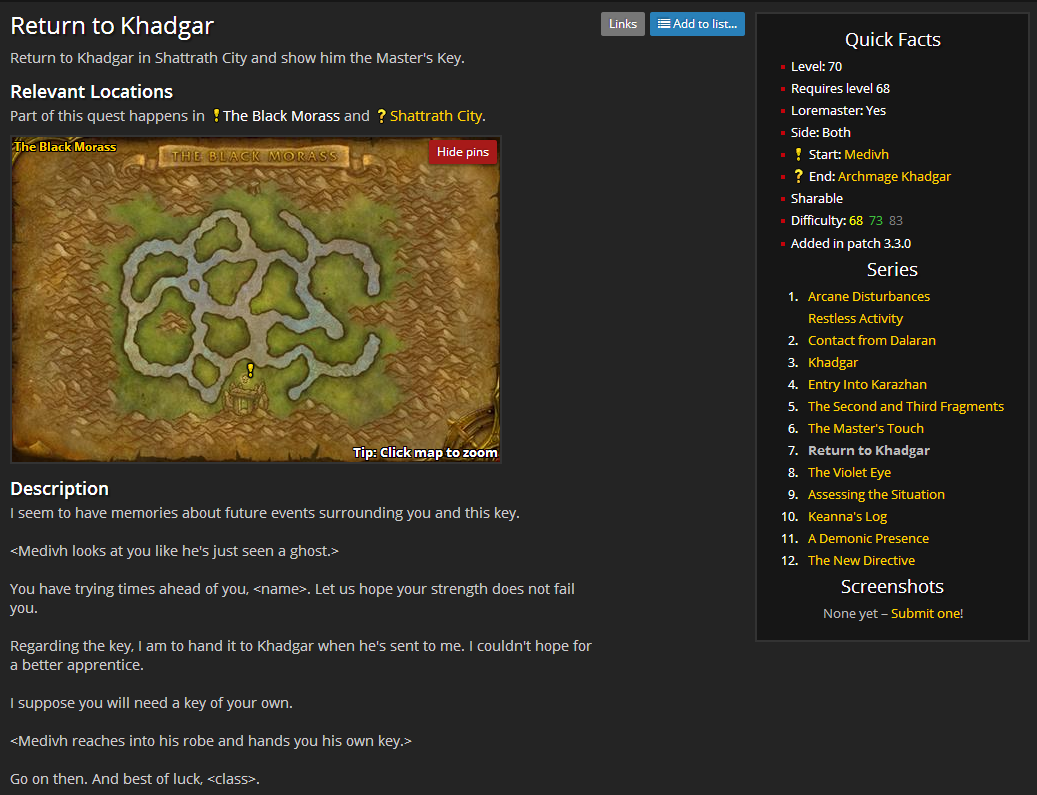 Return to Khadgar
Links
Add to list...
Return to Khadgar in Shattrath City and show him the Master's Key.
Relevant Locations
Part of this quest happens in The Black Morass and Shattrath City.
The Black Morass
THE BLACK MORASS
Hide pins
Tip: Click map to zoom
Description
I seem to have memories about future events surrounding you and this key.
<Medivh looks at you like he's just seen a ghost.>
You have trying times ahead of you, <name>. Let us hope your strength does not fail
you.
Regarding the key, I am to hand it to Khadgar when he's sent to me. I couldn't hope for
a better apprentice.
I suppose you will need a key of your own.
<Medivh reaches into his robe and hands you his own key.>
Go on then. And best of luck, <class>.
Quick Facts
Level: 70
Requires level 68
Loremaster: Yes
Side: Both
Start: Medivh
End: Archmage Khadgar
Sharable
Difficulty: 68 73 83
Added in patch 3.3.0
Series
1. Arcane Disturbances
Restless Activity
2. Contact from Dalaran
3. Khadgar
4. Entry Into Karazhan
5. The Second and Third Fragments
6. The Master's Touch
7. Return to Khadgar
8. The Violet Eye
9. Assessing the Situation
10. Keanna's Log
11. A Demonic Presence
12. The New Directive
Screenshots
None yet – Submit one!